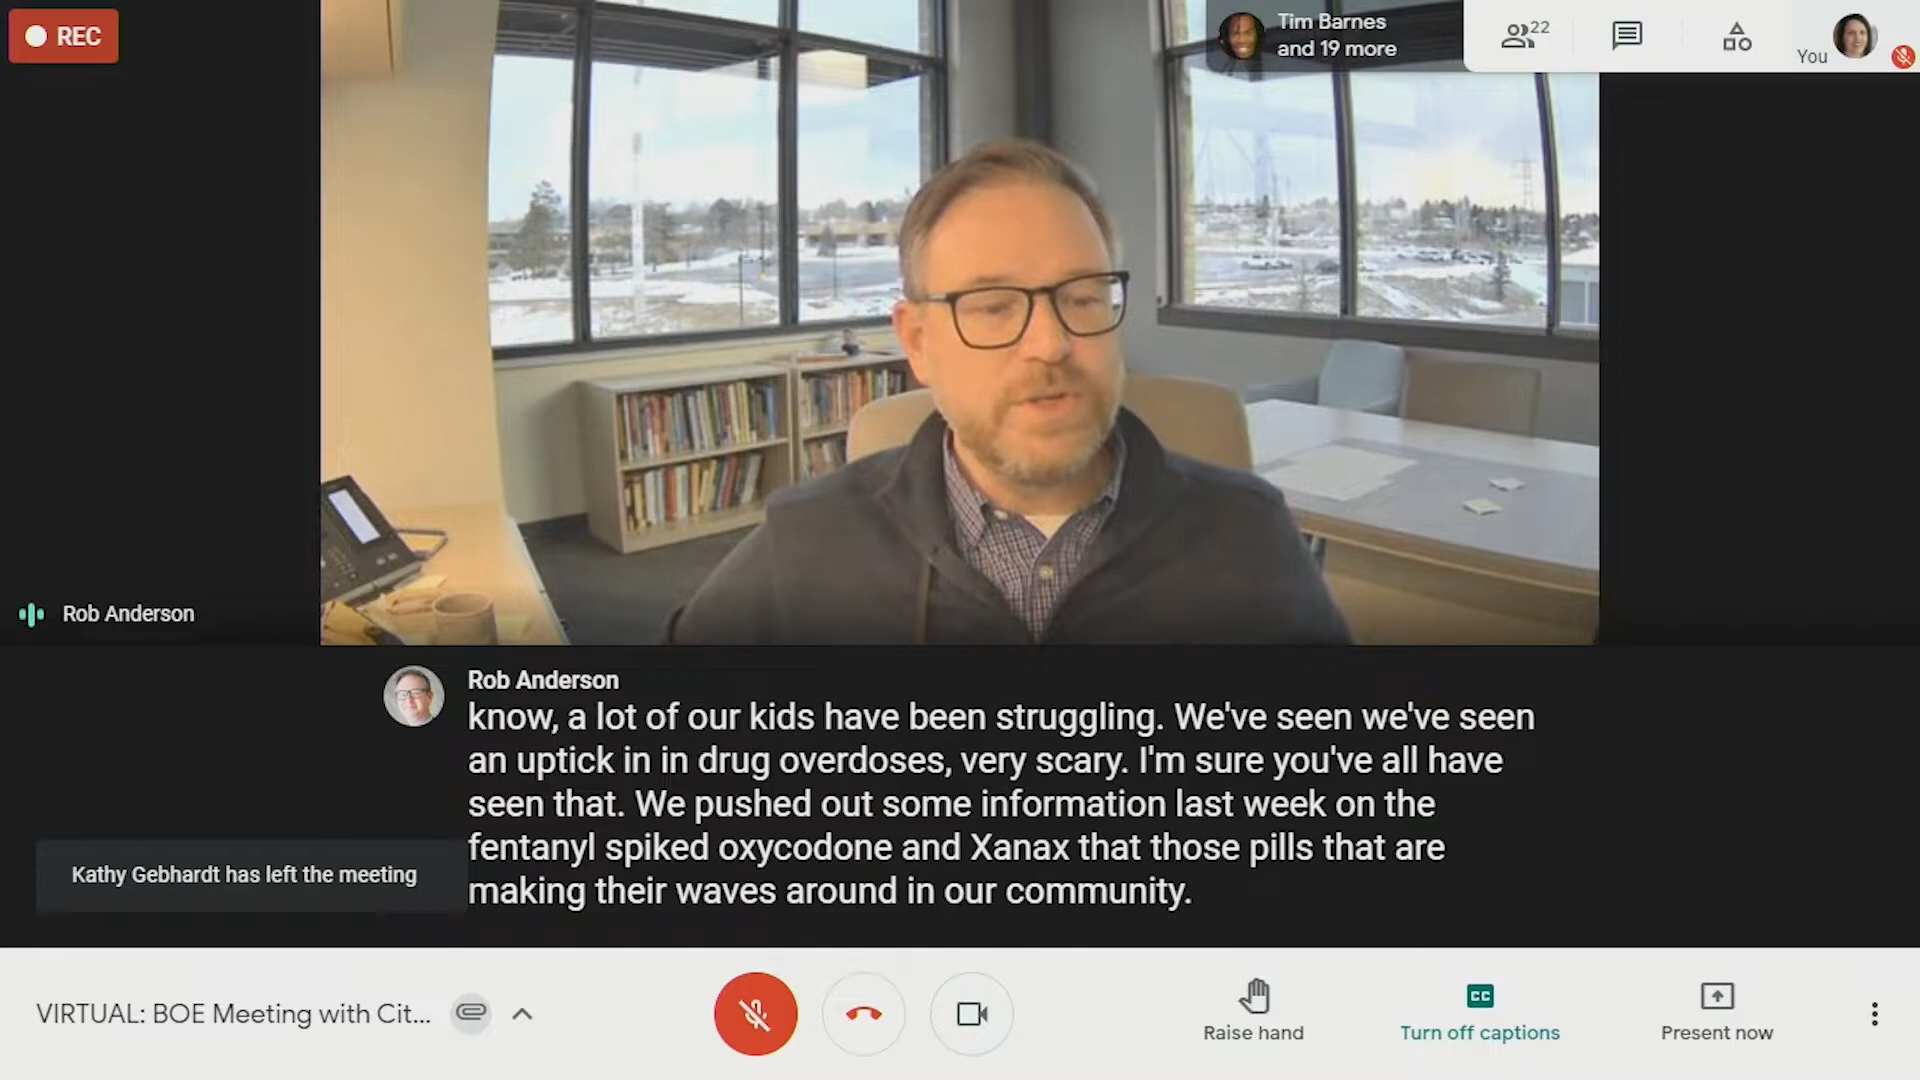 REC
Tim Barnes
and 19 more
22
You
Rob Anderson
Rob Anderson
know, a lot of our kids have been struggling. We've seen we've seen
an uptick in in drug overdoses, very scary. I'm sure you've all have
seen that. We pushed out some information last week on the
fentanyl spiked oxycodone and Xanax that those pills that are
making their waves around in our community.
Kathy Gebhardt has left the meeting
VIRTUAL: BOE Meeting with Cit...
Raise hand
CC
Turn off captions
Present now